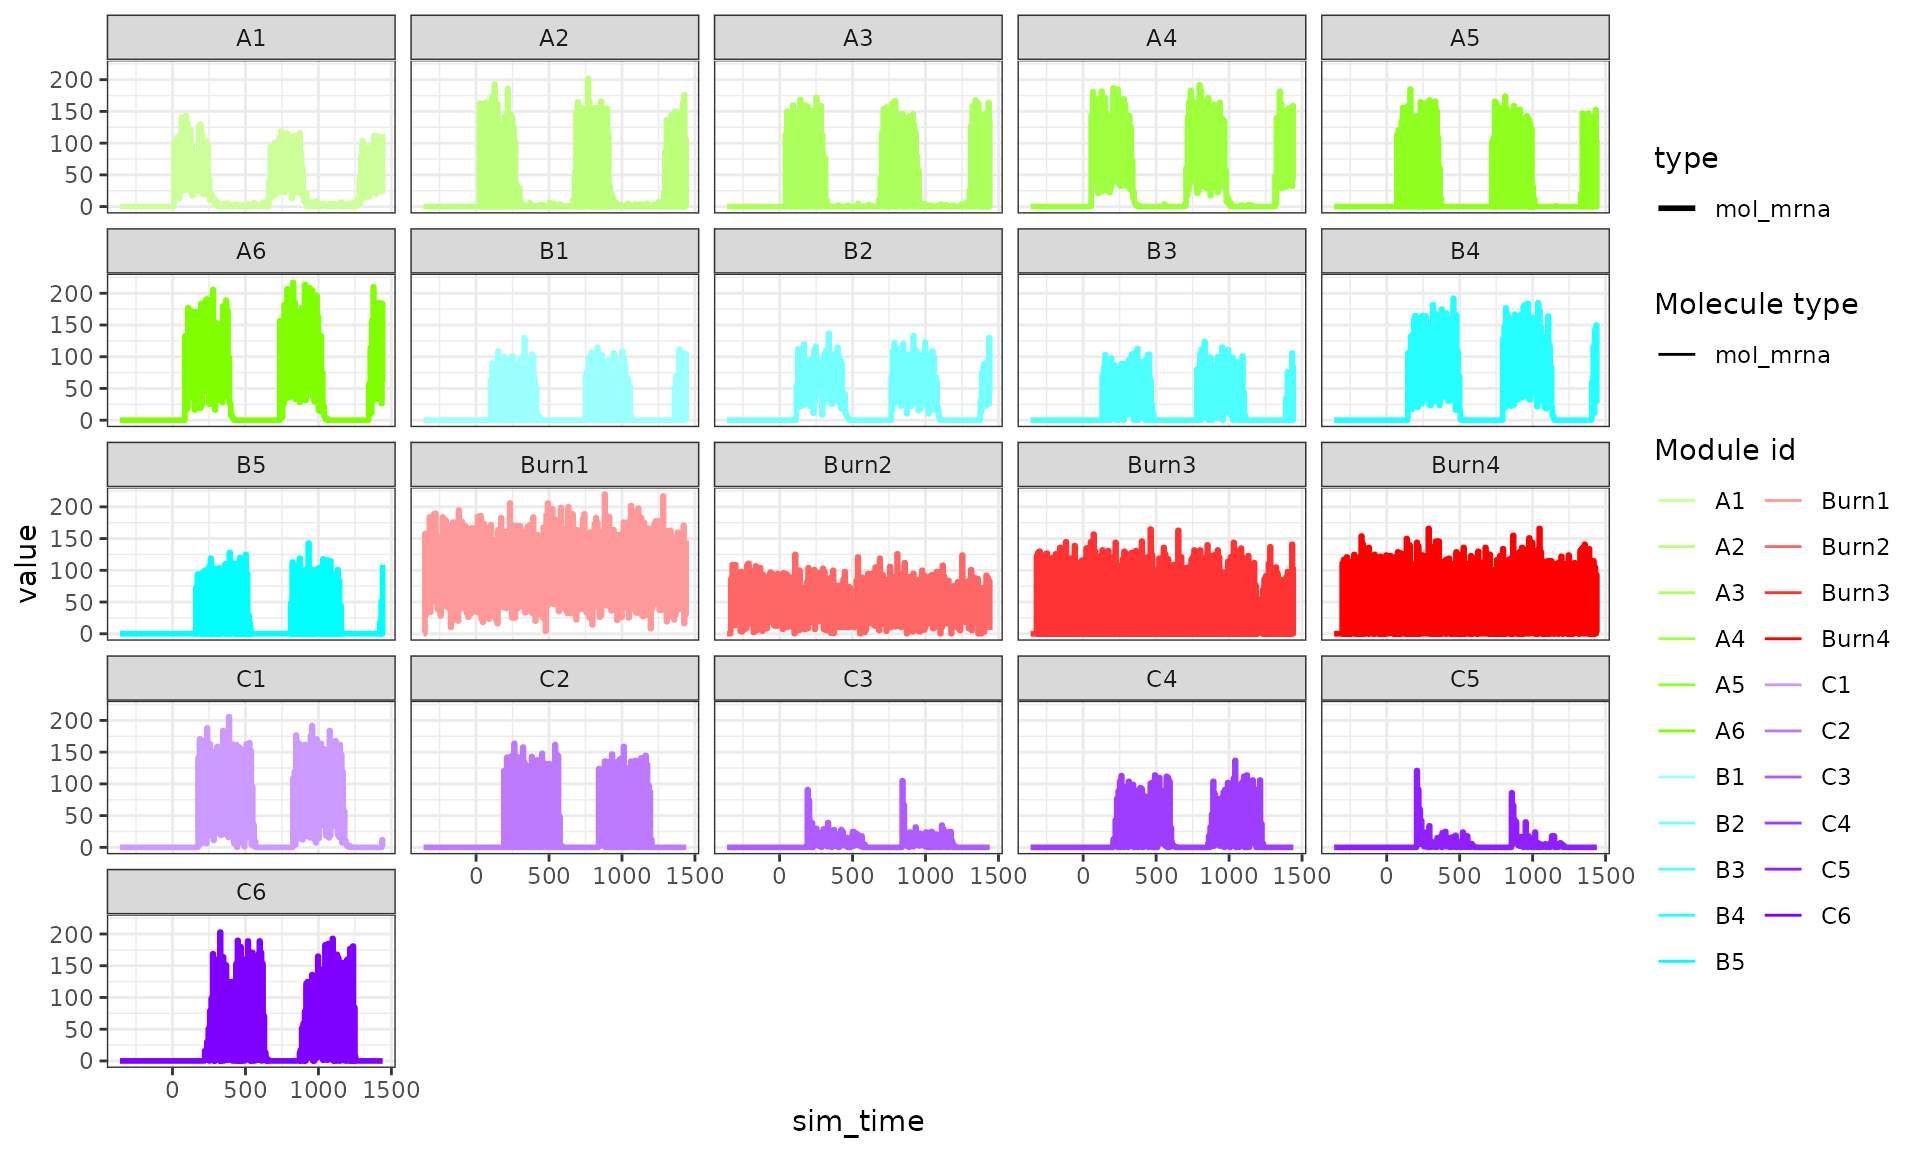 A1 A2 A3 A4 A5
200
150
100
50
0
A6 B1 B2 B3 B4
200
150
100
50
0
B5 Burn1 Burn2 Burn3 Burn4
200
150
100
50
0
C1 C2 C3 C4 C5
200
150
100
50
0
0 500 1000 1500 0 500 1000 1500 0 500 1000 1500 0 500 1000 1500
C6
200
150
100
50
0
0 500 1000 1500
sim_time
value
type
mol_mrna
Molecule type
mol_mrna
Module id
A1 Burn1
A2 Burn2
A3 Burn3
A4 Burn4
A5 C1
A6 C2
B1 C3
B2 C4
B3 C5
B4 C6
B5